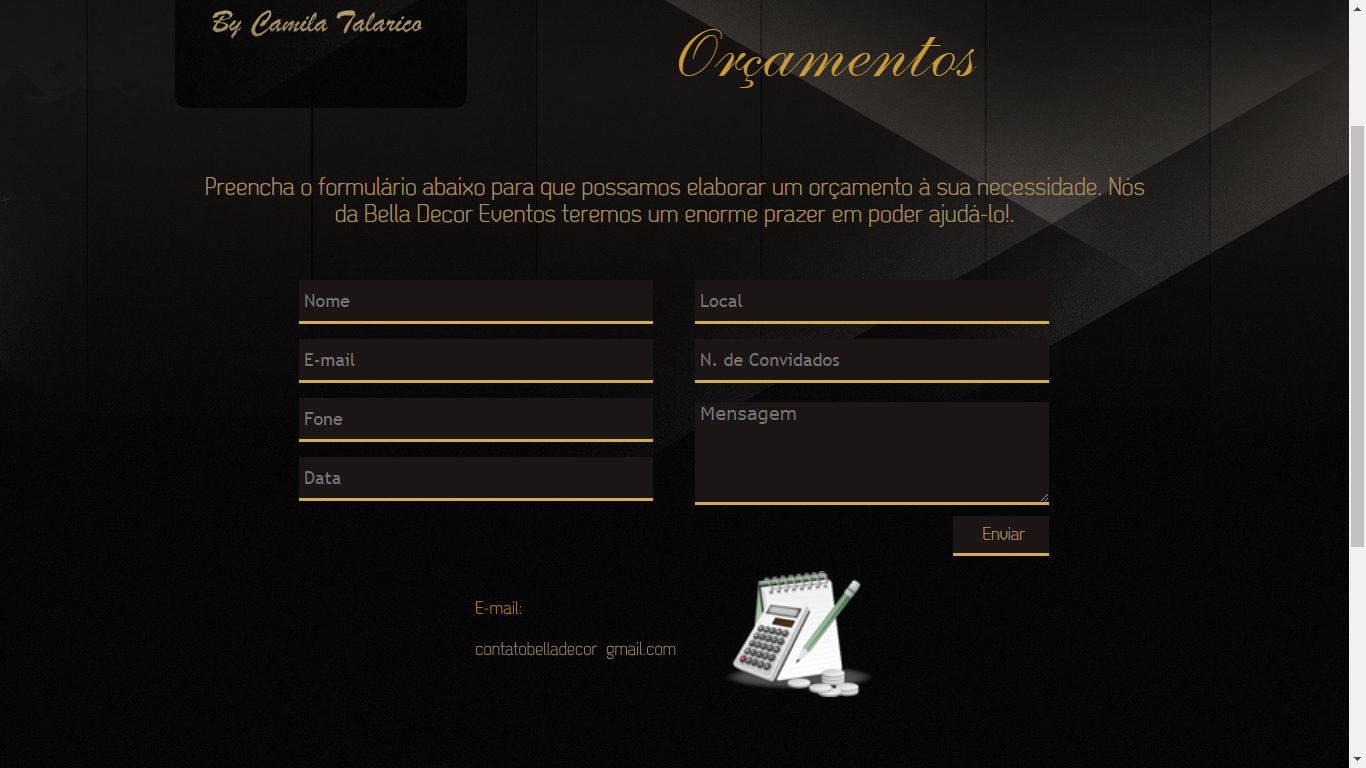 By Camila Talarico
Orçamentos
Preencha o formulário abaixo para que possamos elaborar um orçamento à sua necessidade. Nós
da Bella Decor Eventos teremos um enorme prazer em poder ajudá-lo!.
Nome
Local
E-mail
N. de Convidados
Fone
Mensagem
Data
Enviar
E-mail:
contatobelladecor gmail.com